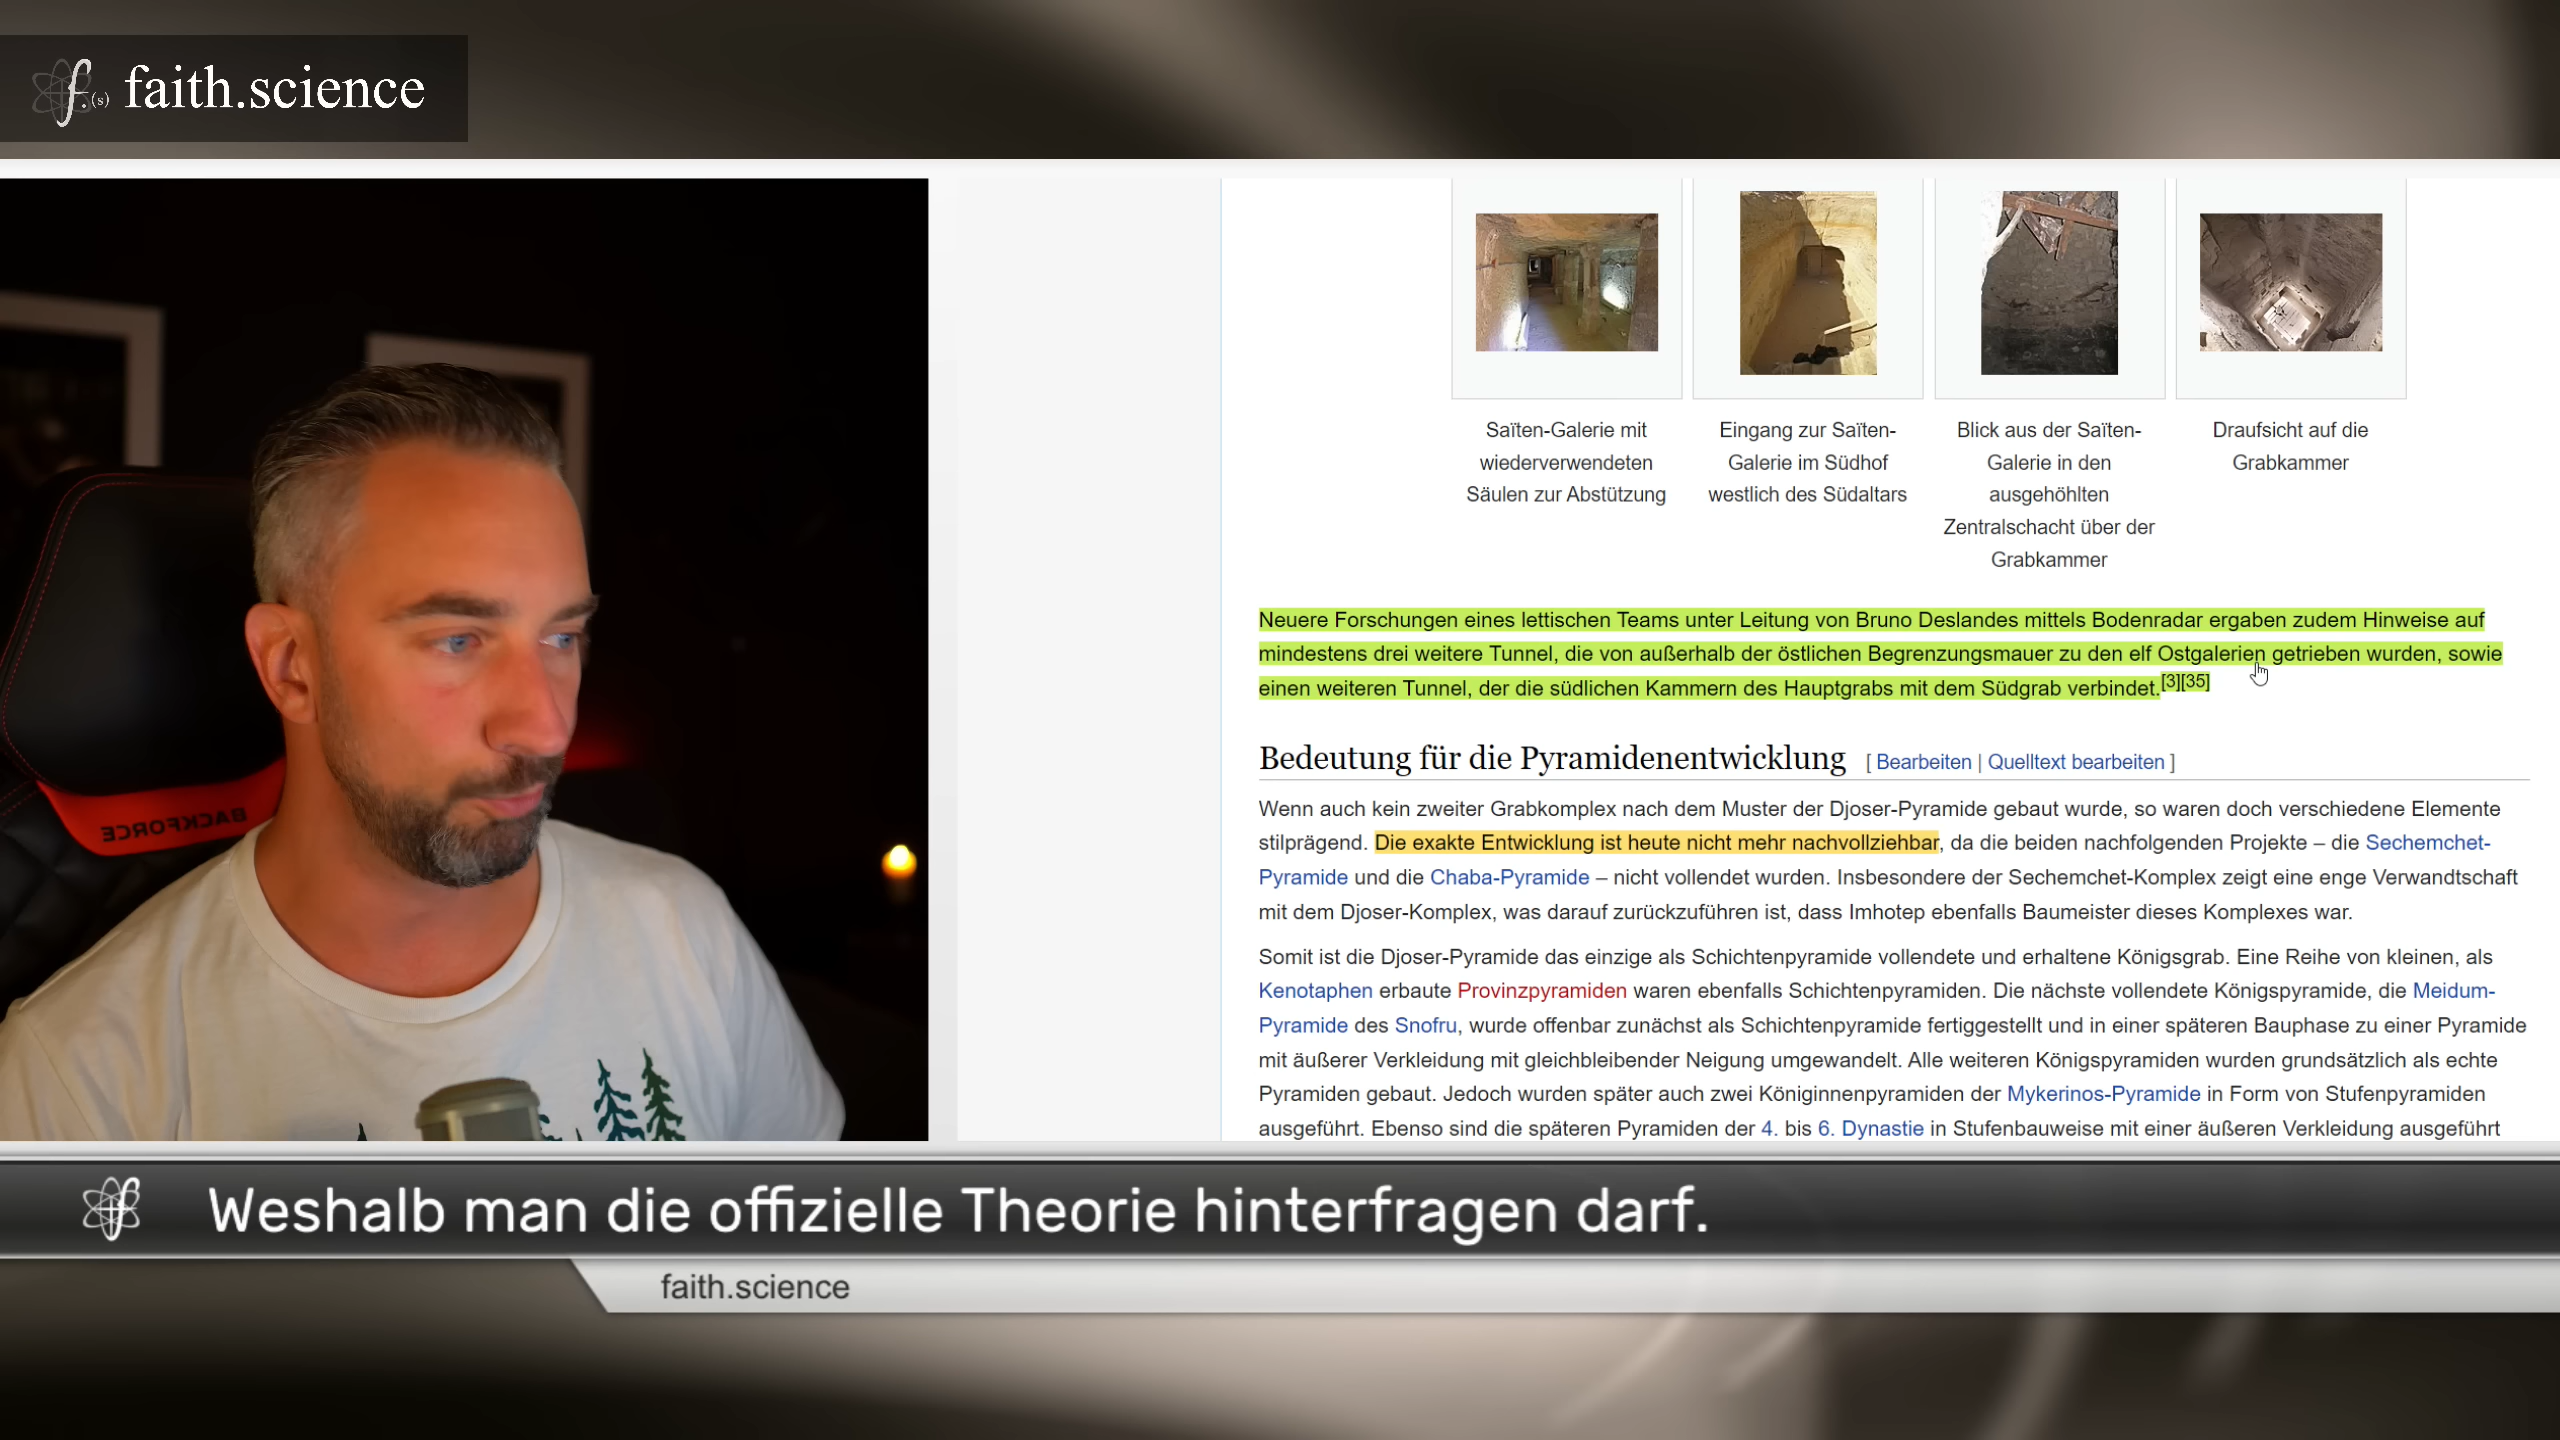 f.(s) faith.science
BACKFORCE
Saïten-Galerie mit
wiederverwendeten
Säulen zur Abstützung
Eingang zur Saïten-
Galerie im Südhof
westlich des Südaltars
Blick aus der Saïten-
Galerie in den
ausgehöhlten
Zentralschacht über der
Grabkammer
Draufsicht auf die
Grabkammer
Neuere Forschungen eines lettischen Teams unter Leitung von Bruno Deslandes mittels Bodenradar ergaben zudem Hinweise auf
mindestens drei weitere Tunnel, die von außerhalb der östlichen Begrenzungsmauer zu den elf Ostgalerien getrieben wurden, sowie
einen weiteren Tunnel, der die südlichen Kammern des Hauptgrabs mit dem Südgrab verbindet.[3][35]
Bedeutung für die Pyramidenentwicklung [ Bearbeiten | Quelltext bearbeiten ]
Wenn auch kein zweiter Grabkomplex nach dem Muster der Djoser-Pyramide gebaut wurde, so waren doch verschiedene Elemente
stilprägend. Die exakte Entwicklung ist heute nicht mehr nachvollziehbar, da die beiden nachfolgenden Projekte – die Sechemchet-
Pyramide und die Chaba-Pyramide – nicht vollendet wurden. Insbesondere der Sechemchet-Komplex zeigt eine enge Verwandtschaft
mit dem Djoser-Komplex, was darauf zurückzuführen ist, dass Imhotep ebenfalls Baumeister dieses Komplexes war.
Somit ist die Djoser-Pyramide das einzige als Schichtenpyramide vollendete und erhaltene Königsgrab. Eine Reihe von kleinen, als
Kenotaphen erbaute Provinzpyramiden waren ebenfalls Schichtenpyramiden. Die nächste vollendete Königspyramide, die Meidum-
Pyramide des Snofru, wurde offenbar zunächst als Schichtenpyramide fertiggestellt und in einer späteren Bauphase zu einer Pyramide
mit äußerer Verkleidung mit gleichbleibender Neigung umgewandelt. Alle weiteren Königspyramiden wurden grundsätzlich als echte
Pyramiden gebaut. Jedoch wurden später auch zwei Königinnenpyramiden der Mykerinos-Pyramide in Form von Stufenpyramiden
ausgeführt. Ebenso sind die späteren Pyramiden der 4. bis 6. Dynastie in Stufenbauweise mit einer äußeren Verkleidung ausgeführt
Weshalb man die offizielle Theorie hinterfragen darf.
faith.science